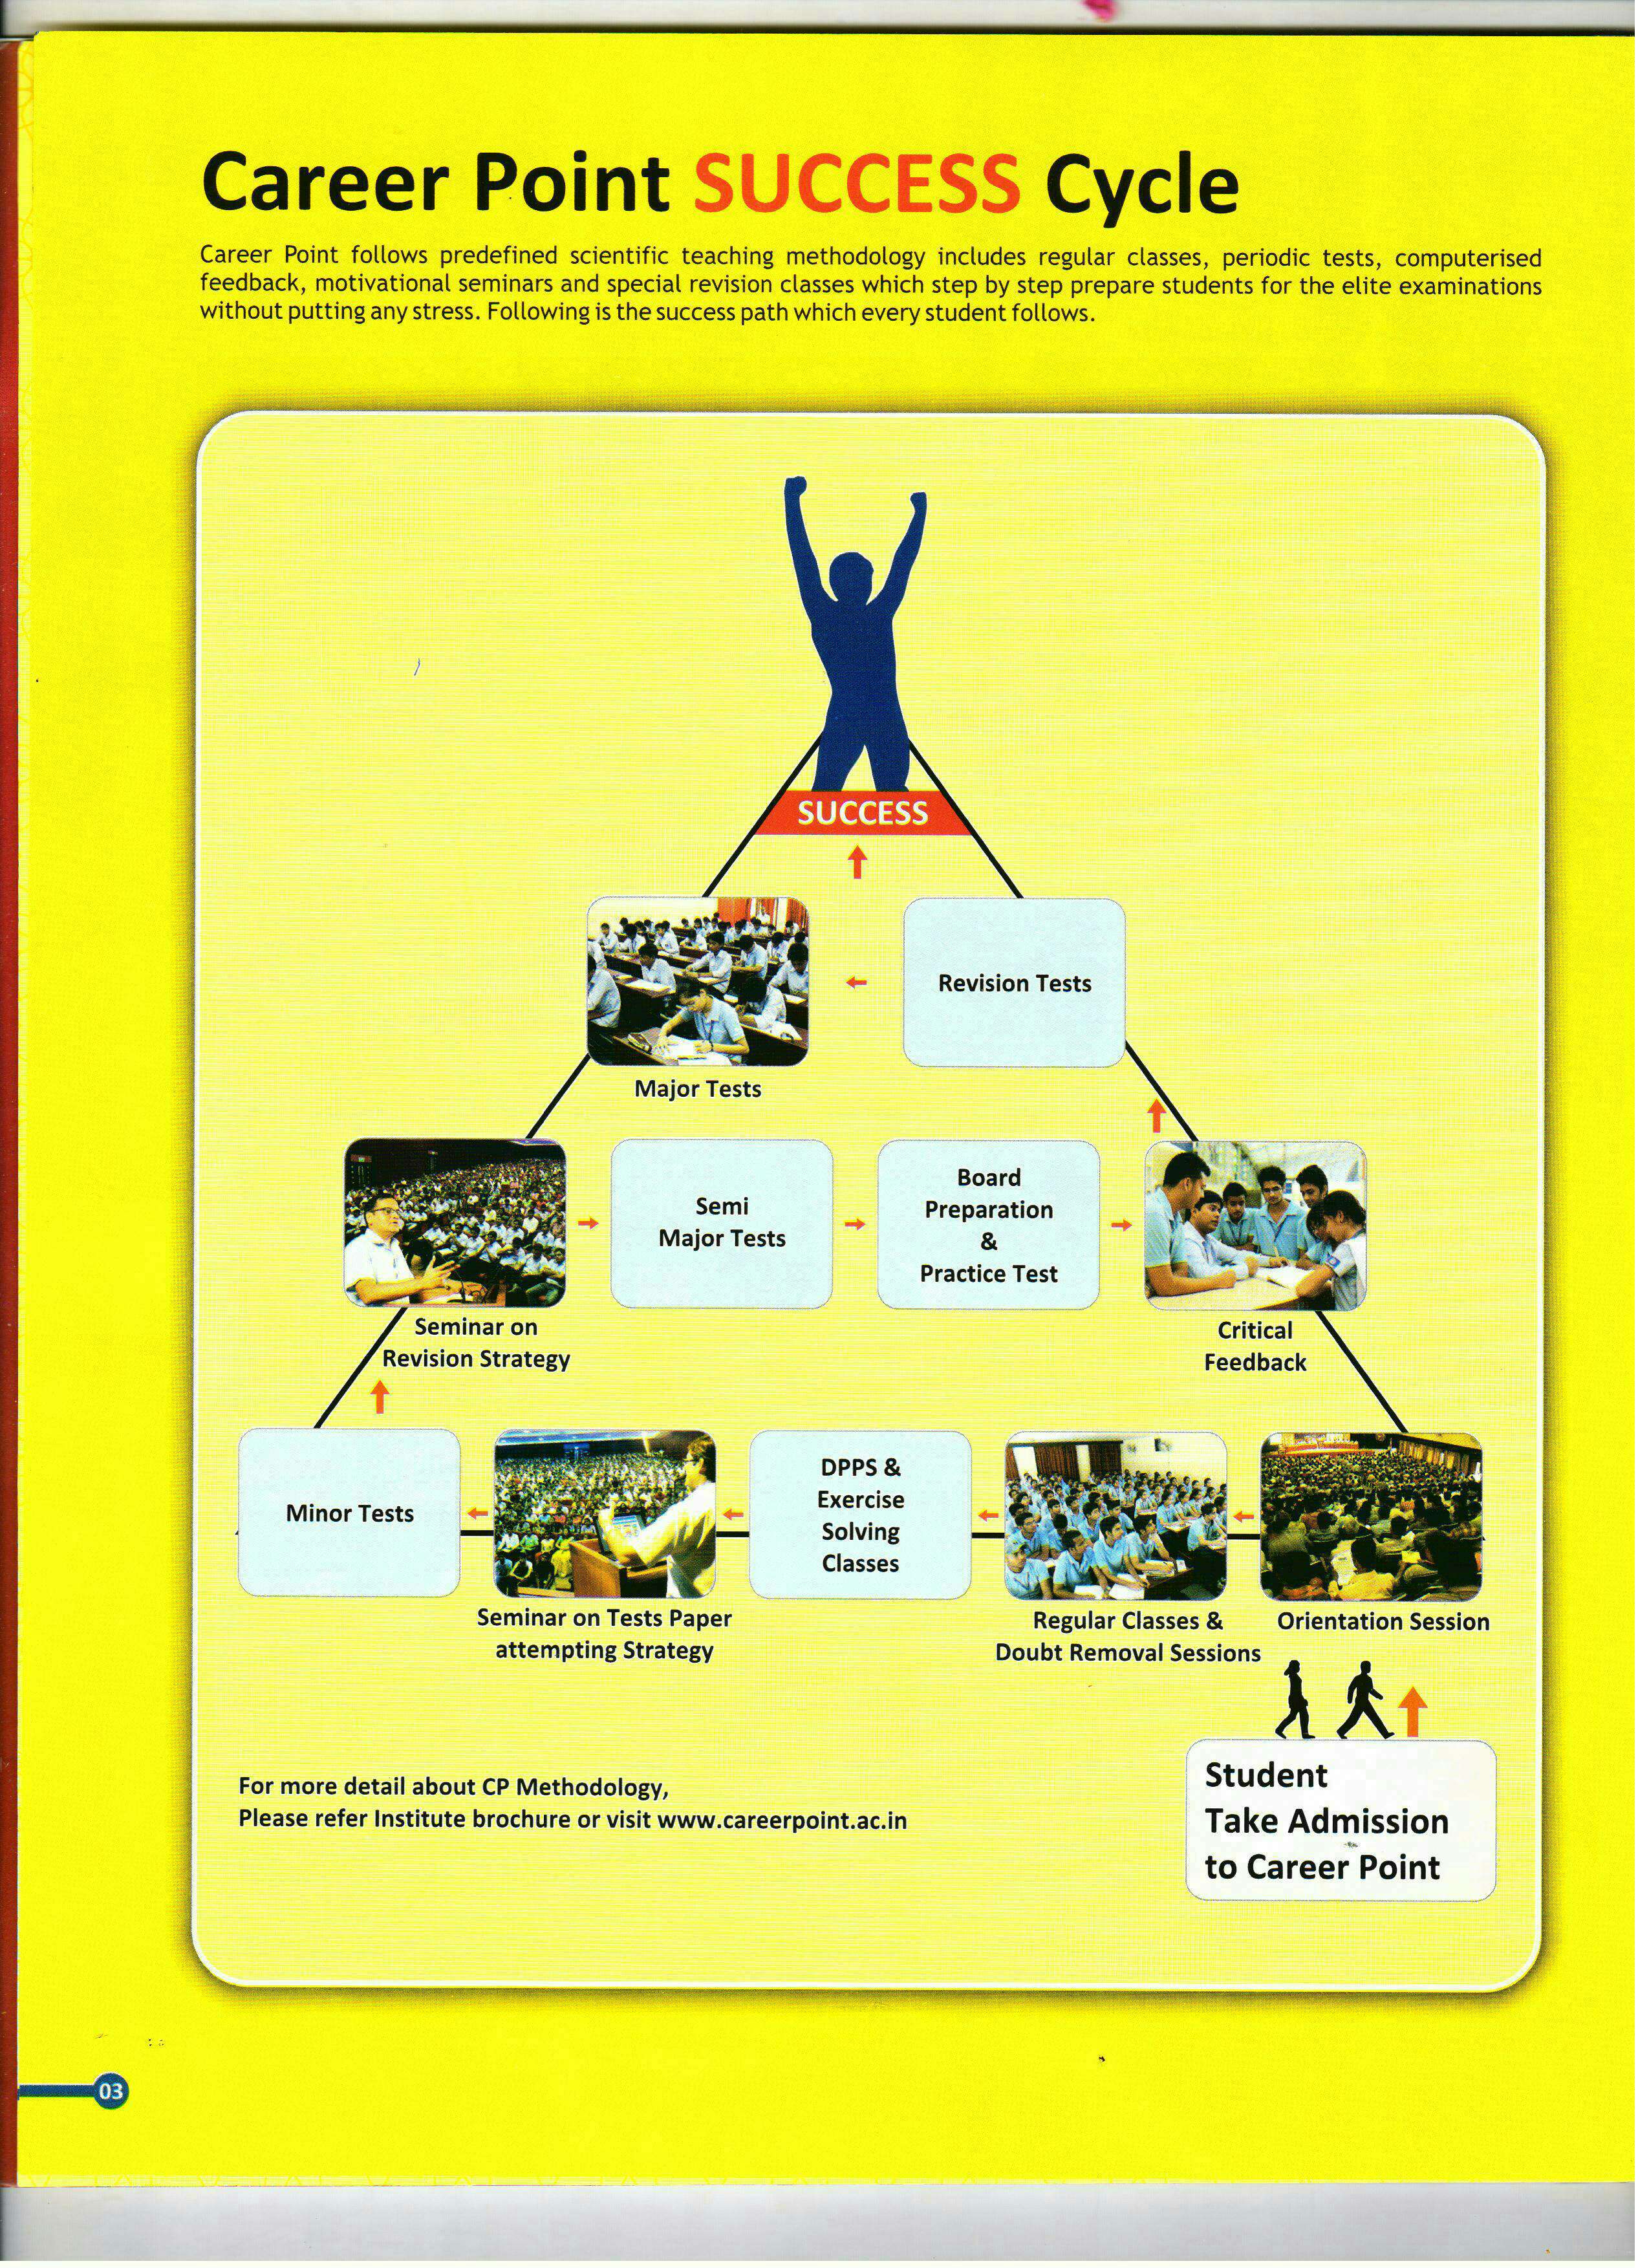 Career Point SUCCESS Cycle
Career Point follows predefined scientific teaching methodology includes regular classes, periodic tests, computerised
feedback, motivational seminars and special revision classes which step by step prepare students for the elite examinations
without putting any stress. Following is the success path which every student follows.
SUCCESS
Revision Tests
Major Tests
Semi
Major Tests
Board
Preparation
&
Practice Test
Seminar on
Revision Strategy
Critical
Feedback
Minor Tests
DPPS &
Exercise
Solving
Classes
Seminar on Tests Paper
attempting Strategy
Regular Classes &
Doubt Removal Sessions
Orientation Session
Student
Take Admission
to Career Point
For more detail about CP Methodology,
Please refer Institute brochure or visit www.careerpoint.ac.in
03